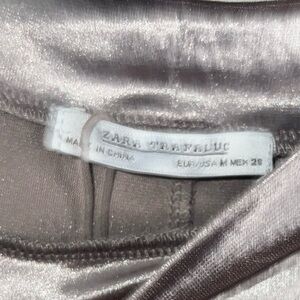 ZARA TRAFALUC
MADE IN CHINA
EUR/USA M MEX 28